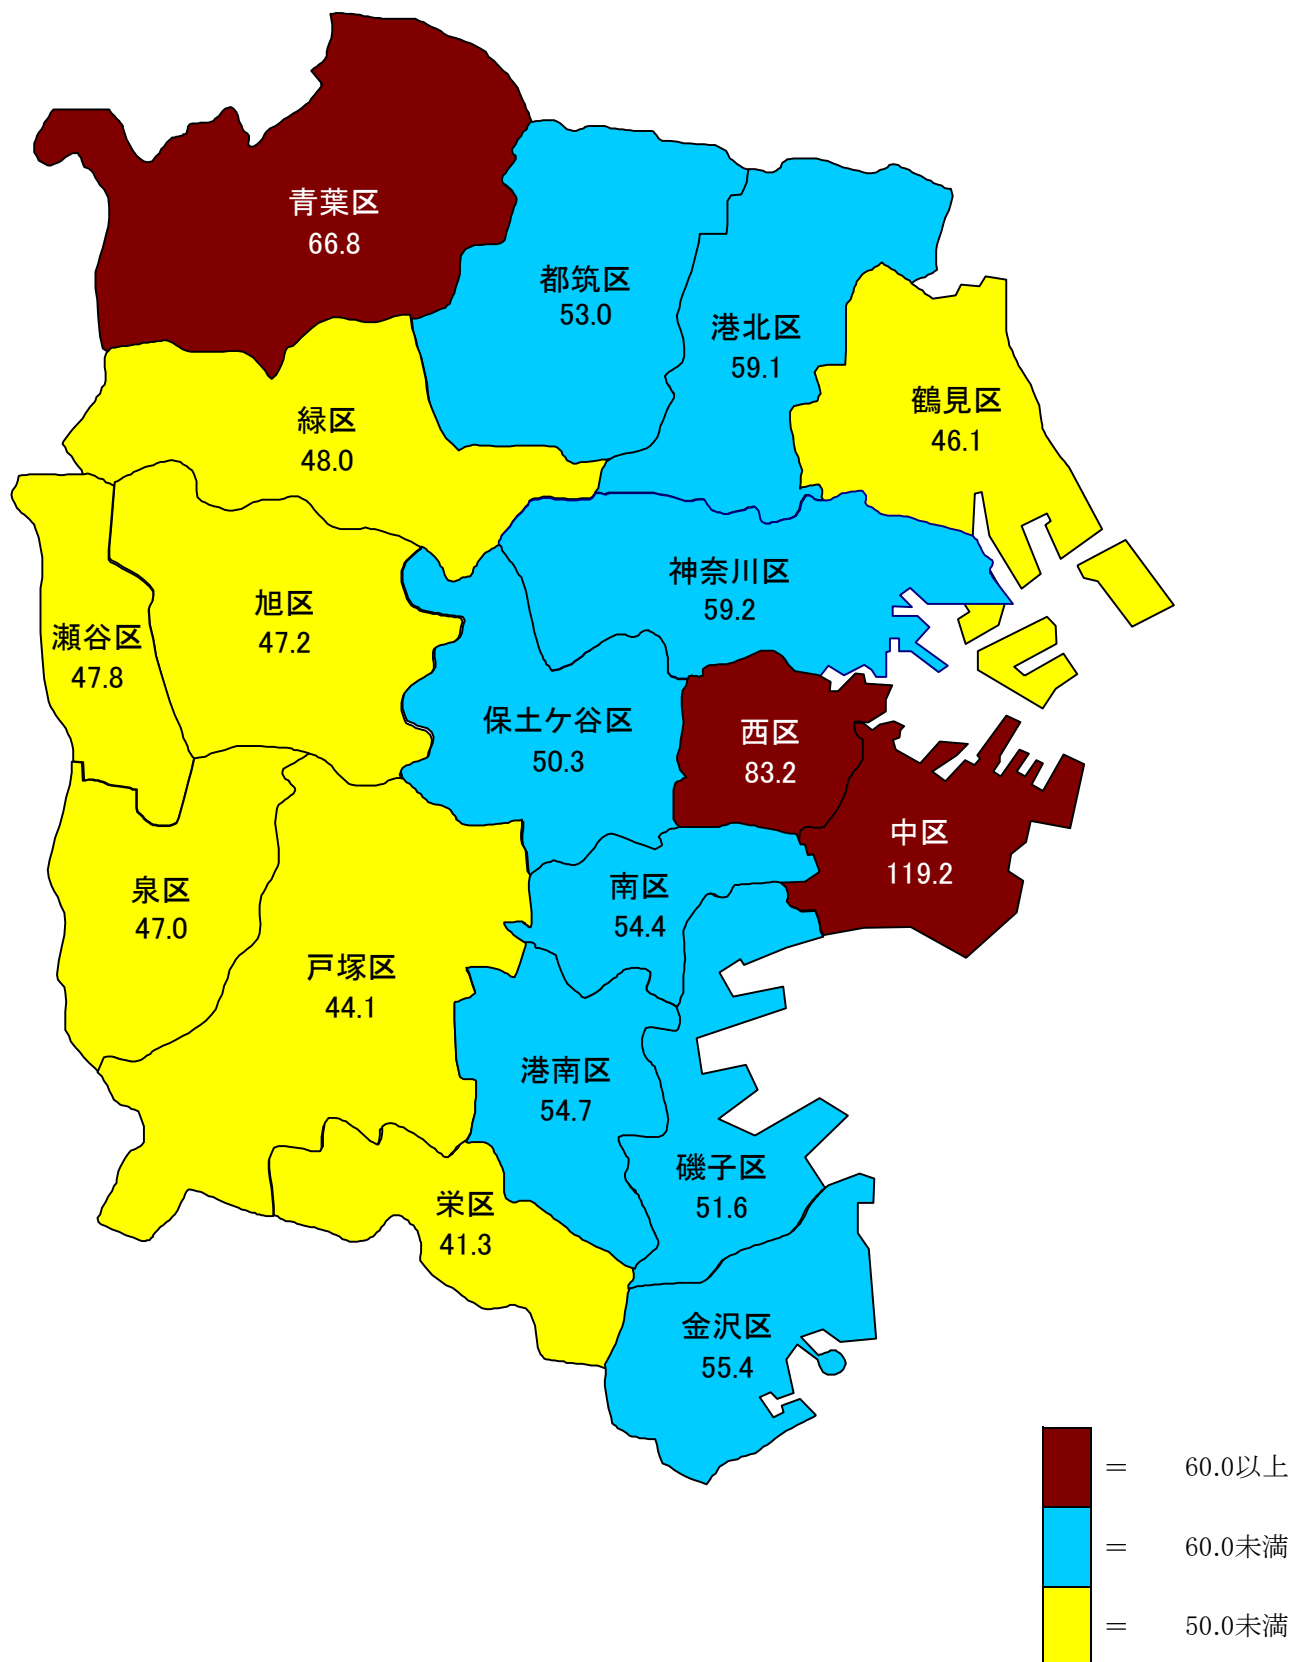 青葉区
66.8
都筑区
53.0
港北区
59.1
鶴見区
46.1
緑区
48.0
神奈川区
59.2
旭区
47.2
瀬谷区
47.8
保土ケ谷区
50.3
西区
83.2
中区
119.2
南区
54.4
泉区
47.0
戸塚区
44.1
港南区
54.7
磯子区
51.6
栄区
41.3
金沢区
55.4
＝ 60.0以上
＝ 60.0未満
＝ 50.0未満